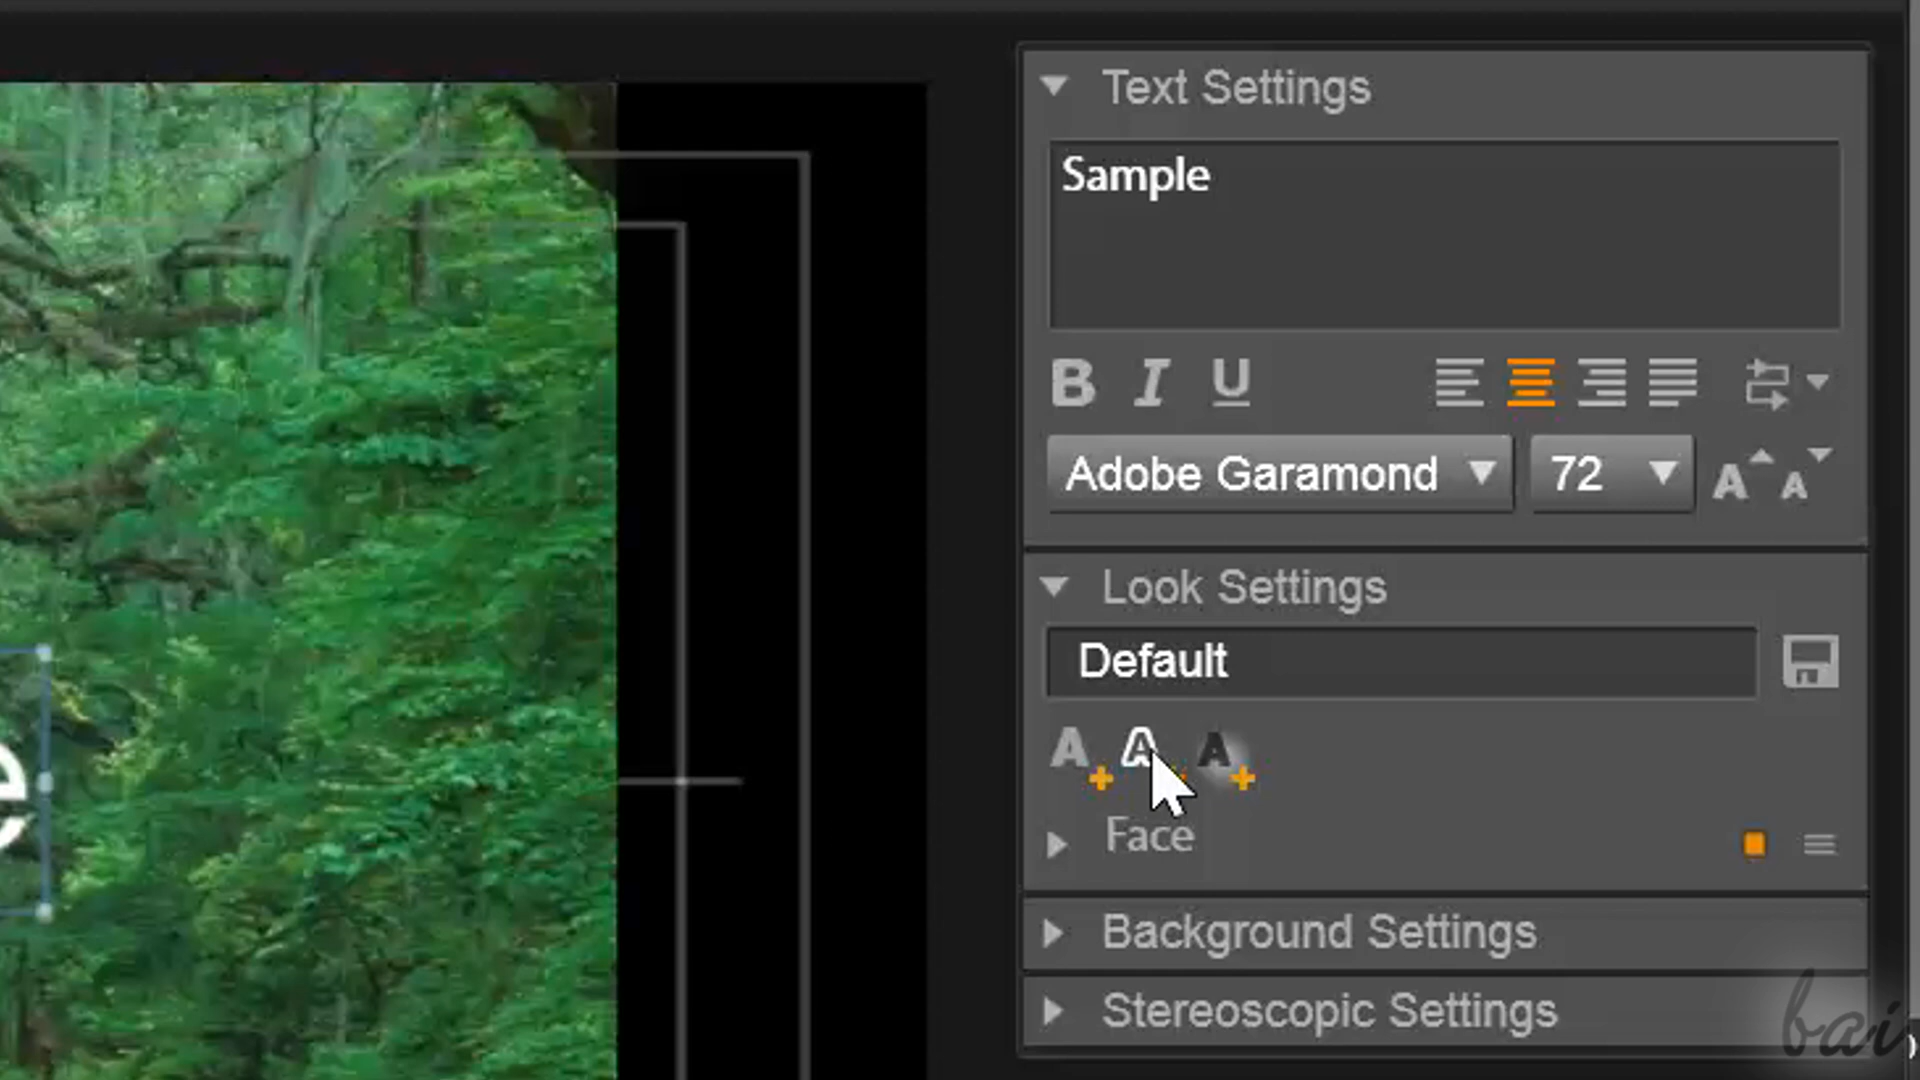 Text Settings
Sample
B I U
Adobe Garamond 72
Look Settings
Default
Face
Background Settings
Stereoscopic Settings
e